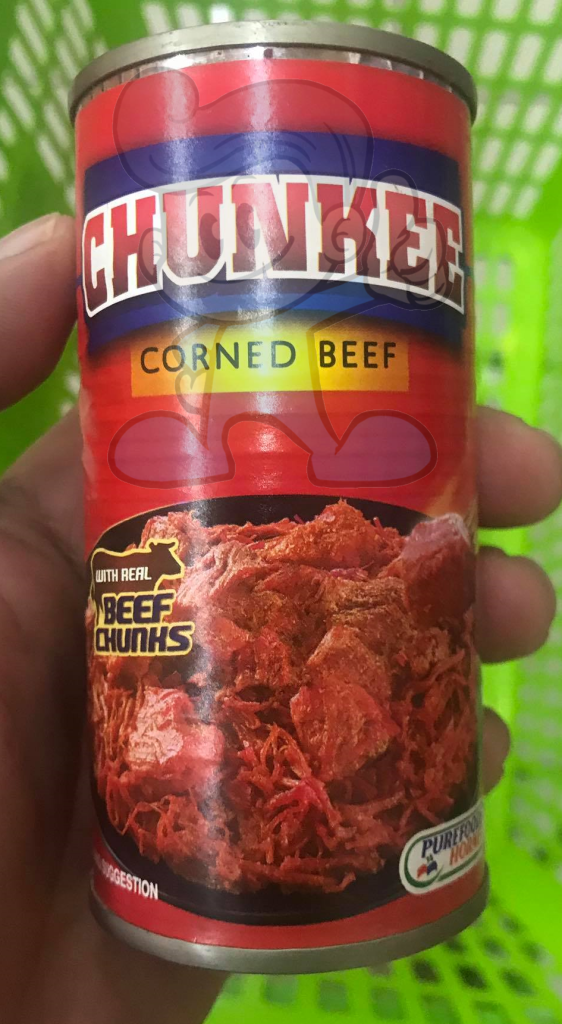 CHUNKEE
CORNED BEEF
WITH REAL
BEEF
CHUNKS
SUGGESTION